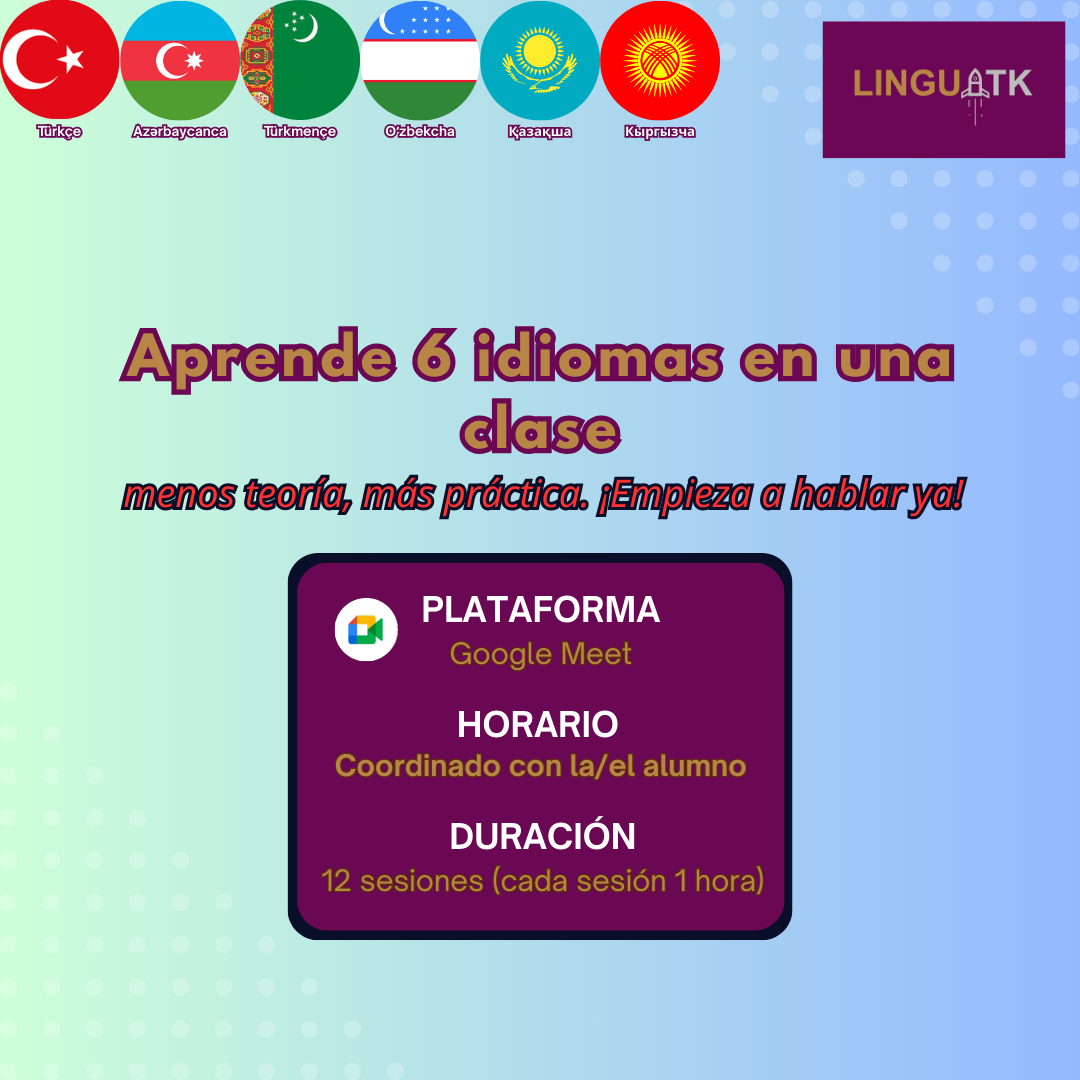 Türkçe
Azərbaycanca
Türkmençe
O'zbekcha
Қазақша
Кыргызча
LINGUATK
Aprende 6 idiomas en una
clase
menos teoría, más práctica. ¡Empieza a hablar ya!
PLATAFORMA
Google Meet
HORARIO
Coordinado con la/el alumno
DURACIÓN
12 sesiones (cada sesión 1 hora)